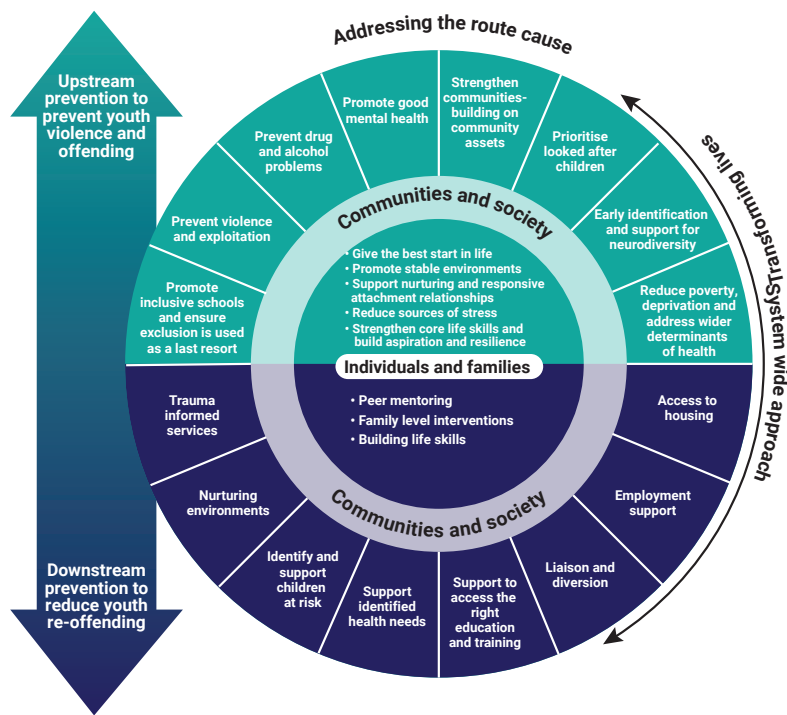 Addressing the route cause
Upstream
prevention to
prevent youth
violence and
offending
Downstream
prevention to
reduce youth
re-offending
Promote
inclusive schools
and ensure
exclusion is used
as a last resort
Prevent violence
and exploitation
Prevent drug
and alcohol
problems
Promote good
mental health
Strengthen
communities-
building on
community
assets
Prioritise
looked after
children
Early identification
and support for
neurodiversity
Reduce poverty,
deprivation and
address wider
determinants
of health
Transforming lives
System wide approach
Communities and society
• Give the best start in life
• Promote stable environments
• Support nurturing and responsive
attachment relationships
• Reduce sources of stress
• Strengthen core life skills and
build aspiration and resilience
Individuals and families
• Peer mentoring
• Family level interventions
• Building life skills
Communities and society
Trauma
informed
services
Nurturing
environments
Identify and
support
children
at risk
Support
identified
health needs
Support to
access the
right
education
and training
Liaison and
diversion
Employment
support
Access to
housing